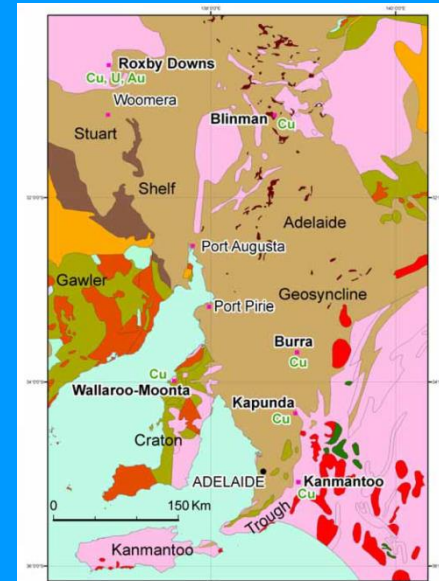 Roxby Downs
Cu, U, Au
Woomera
Blinman
Cu
Stuart
Shelf
Adelaide
Port Augusta
Gawler
Geosyncline
Port Pirie
Burra
Cu
Cu
Wallaroo-Moonta
Kapunda
Cu
Craton
ADELAIDE
Kanmantoo
Cu
0
150 Km
Trough
Kanmantoo